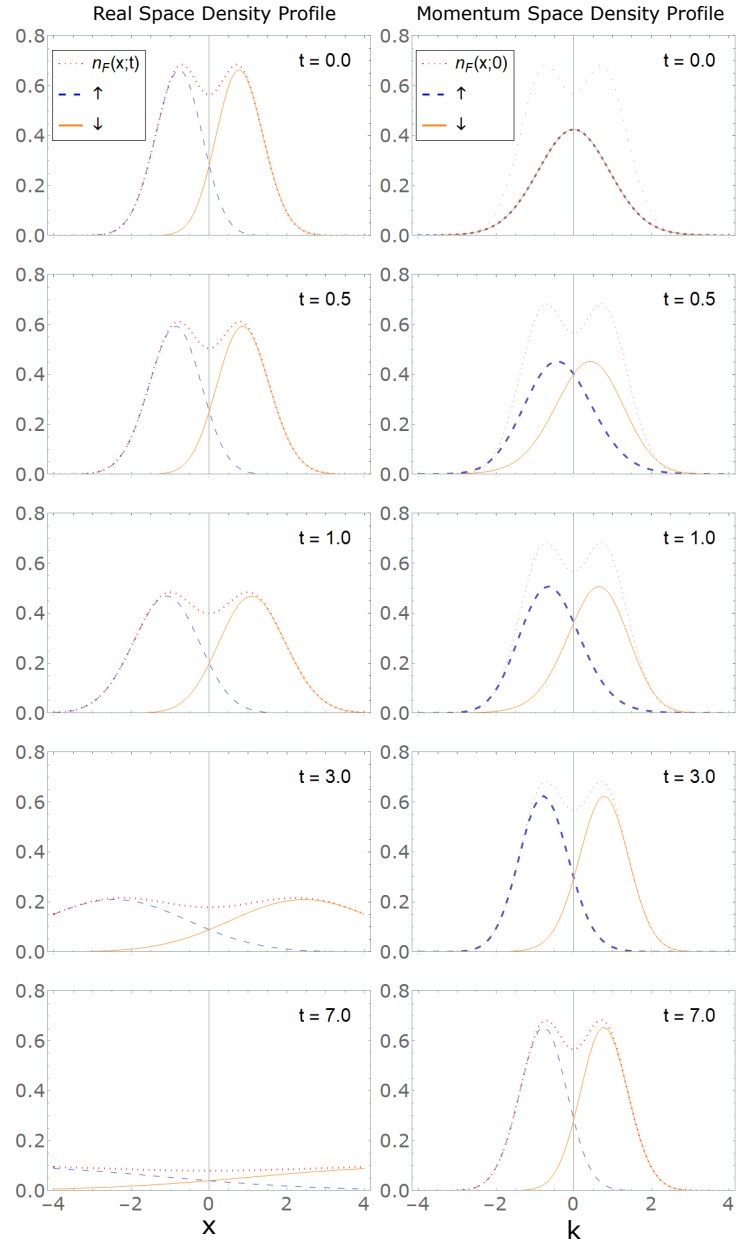 Real Space Density Profile
Momentum Space Density Profile
0.8
0.6
0.4
0.2
0.0
n_F(x;t)
↑
↓
t = 0.0
n_F(x;0)
↑
↓
t = 0.0
0.8
0.6
0.4
0.2
0.0
t = 0.5
t = 0.5
0.8
0.6
0.4
0.2
0.0
t = 1.0
t = 1.0
0.8
0.6
0.4
0.2
0.0
t = 3.0
t = 3.0
0.8
0.6
0.4
0.2
0.0
t = 7.0
t = 7.0
−4 −2 0 2 4
−4 −2 0 2 4
x
k